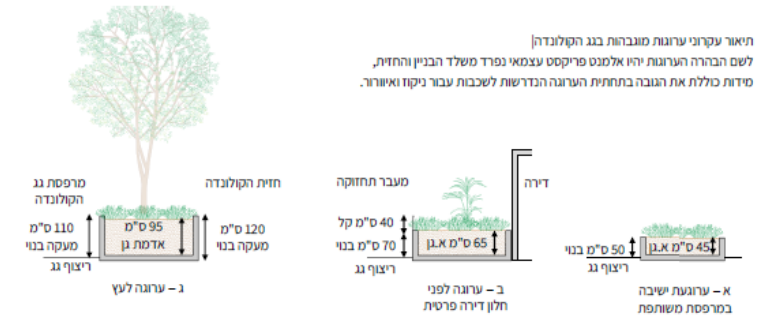 תיאור עקרוני ערוגות מוגבהות בגג הקולונדה
לשם הבהרה הערוגות יהיו אלמנט פריקסט עצמאי נפרד משלד הבניין והחזית,
מידות כוללת את הגובה בתחתית הערוגה הנדרשות לשכבות עבור ניקוז ואיוורור.
דירה
מעבר תחזוקה
חזית הקולונדה
מרפסת גג
הקולונדה
40 ס"מ קל
70 ס"מ בנוי
65 ס"מ א.גן
ריצוף גג
50 ס"מ בנוי
45 ס"מ א.גן
ריצוף גג
120 ס"מ
מעקה בנוי
95 ס"מ
אדמת גן
110 ס"מ
מעקה בנוי
ריצוף גג
א – ערוגעת ישיבה
במרפסת משותפת
ב – ערוגה לפני
חלון דירה פרטית
ג – ערוגה לעץ